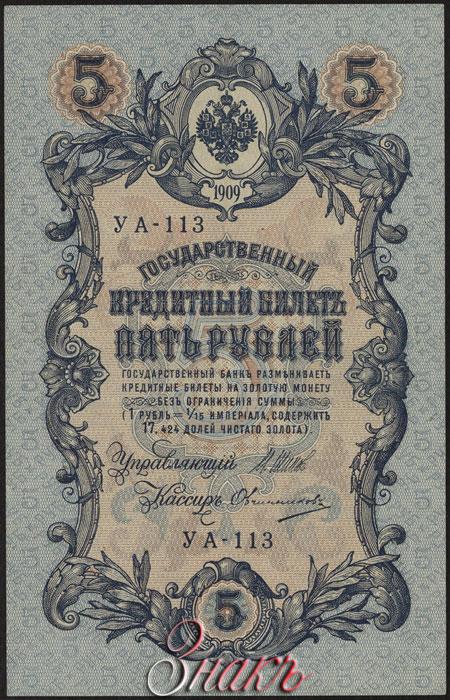 5 5
1909
УА-113
ГОСУДАРСТВЕННЫЙ
КРЕДИТНЫЙ БИЛЕТЪ
ПЯТЬ РУБЛЕЙ
ГОСУДАРСТВЕННЫЙ БАНКЪ РАЗМѢНИВАЕТЪ
КРЕДИТНЫЕ БИЛЕТЫ НА ЗОЛОТУЮ МОНЕТУ
БЕЗЪ ОГРАНИЧЕНІЯ СУММЫ
(1 РУБЛЬ = 1/15 ИМПЕРІАЛА, СОДЕРЖИТЪ
17,424 ДОЛЕЙ ЧИСТАГО ЗОЛОТА).
Управляющій
Кассиръ Овчинниковъ
УА-113
5
Знакъ